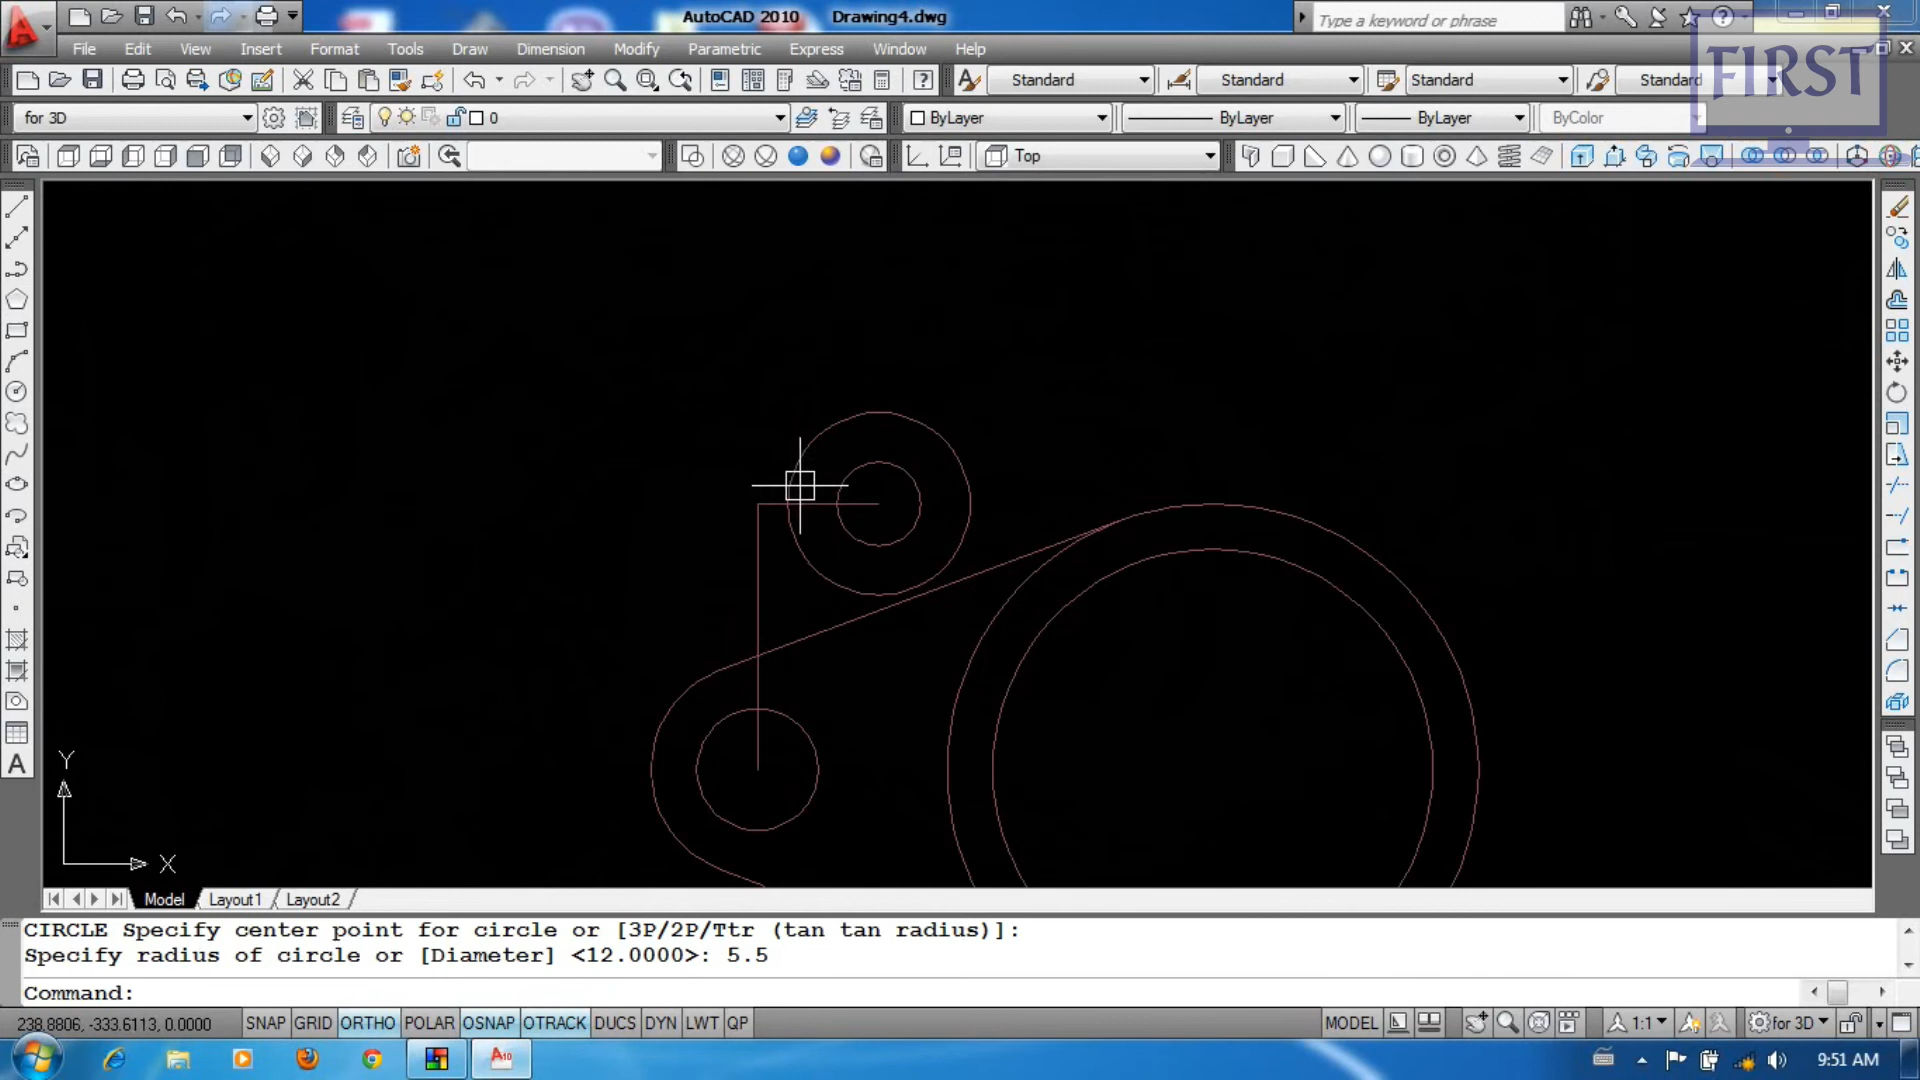 AutoCAD 2010 Drawing4.dwg
Type a keyword or phrase
FIRST
File Edit View Insert Format Tools Draw Dimension Modify Parametric Express Window Help
Standard Standard Standard Standard
for 3D 0 ByLayer ByLayer ByLayer ByColor
Top
Y
X
A
Model Layout1 Layout2
CIRCLE Specify center point for circle or [3P/2P/Ttr (tan tan radius)]:
Specify radius of circle or [Diameter] <12.0000>: 5.5
Command:
238.8806, -333.6113, 0.0000 SNAP GRID ORTHO POLAR OSNAP OTRACK DUCS DYN LWT QP MODEL 1:1 for 3D
A10
9:51 AM